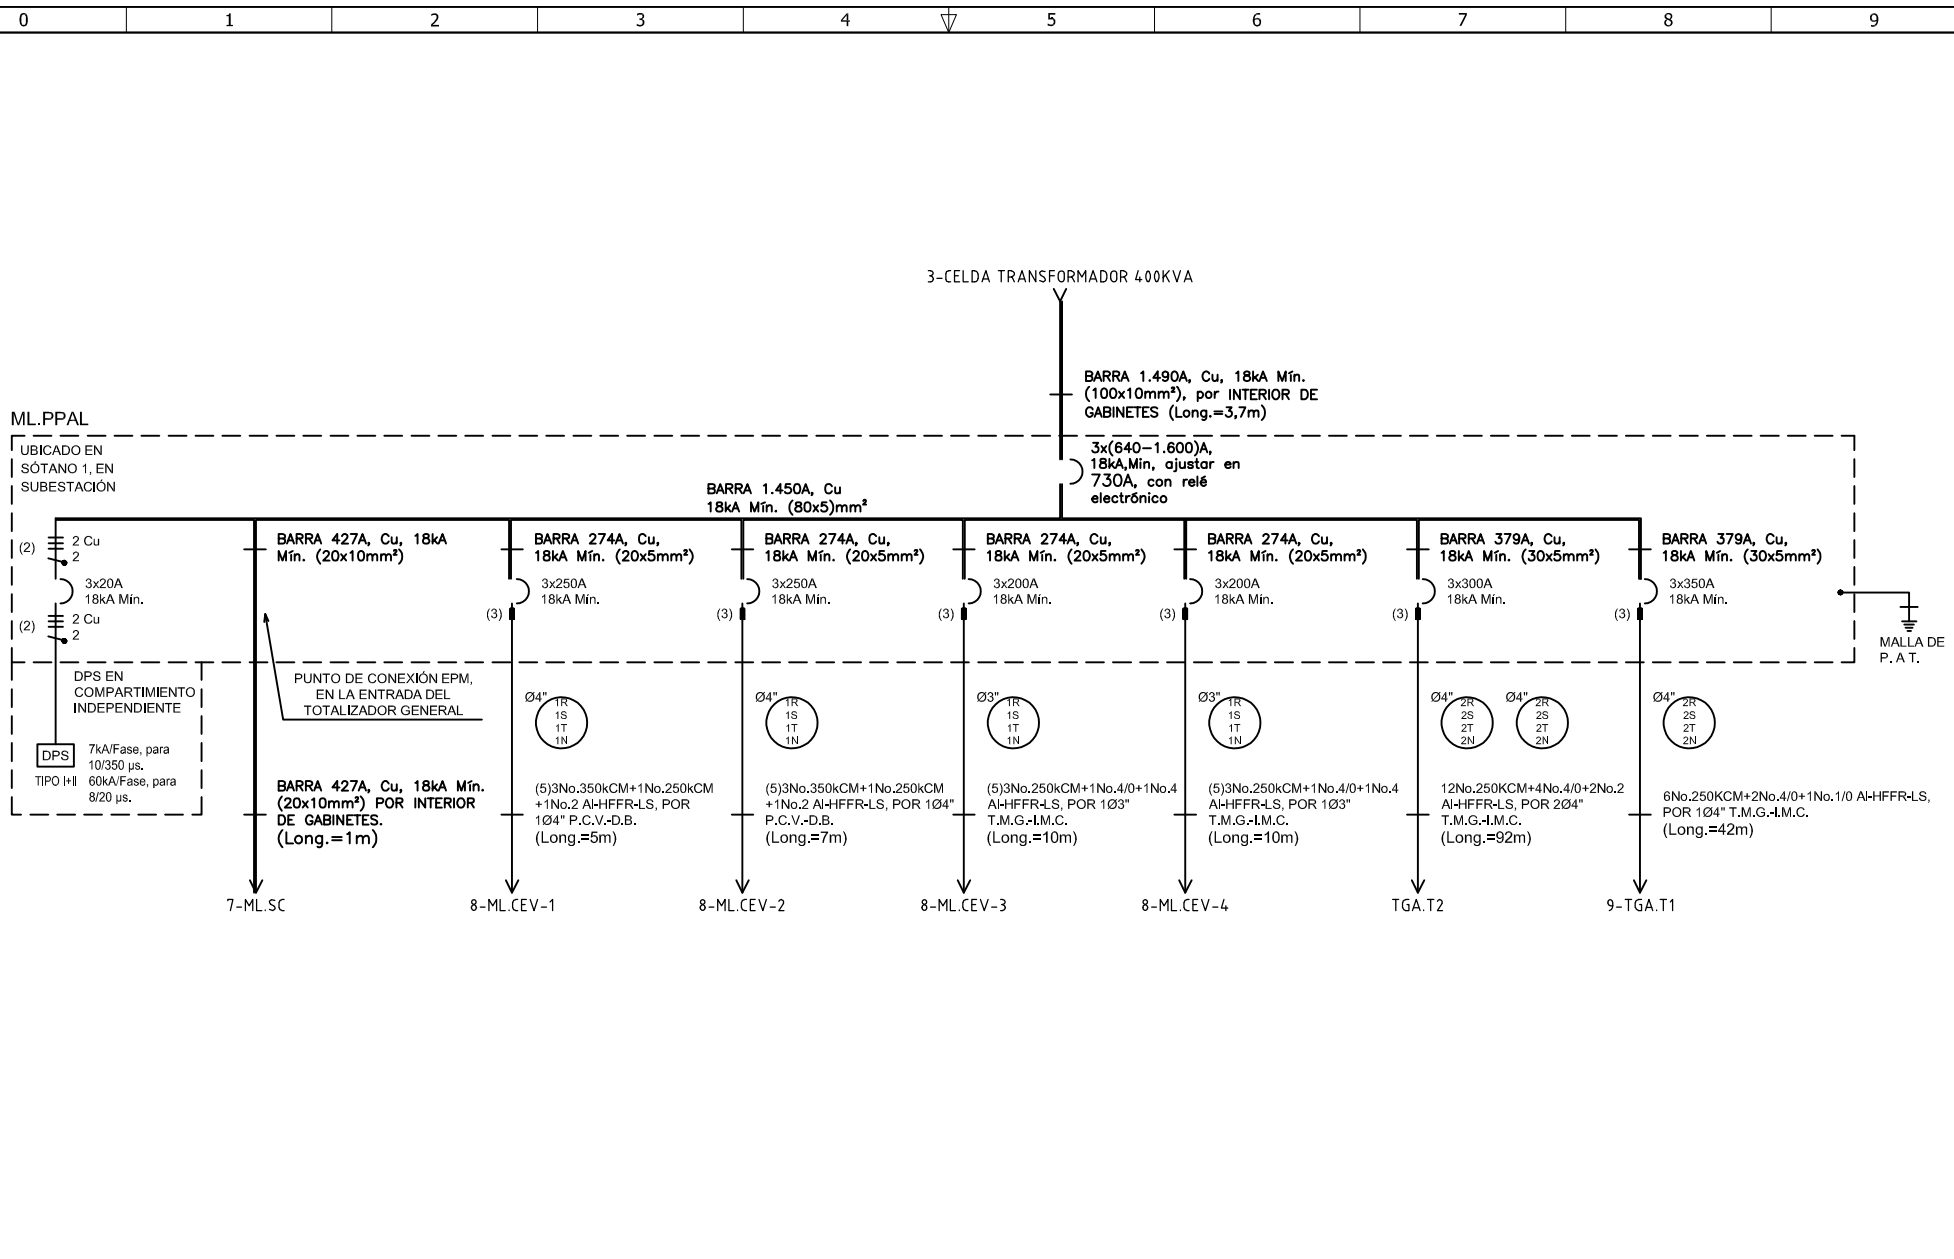 0 1 2 3 4 5 6 7 8 9
3-CELDA TRANSFORMADOR 400KVA
BARRA 1.490A, Cu, 18kA Mín.
(100x10mm²), por INTERIOR DE
GABINETES (Long.=3,7m)
ML.PPAL
UBICADO EN
SÓTANO 1, EN
SUBESTACIÓN
3x(640-1.600)A,
18kA,Min, ajustar en
730A, con relé
electrónico
BARRA 1.450A, Cu
18kA Mín. (80x5)mm²
(2)
2 Cu
2
3x20A
18kA Mín.
(2)
2 Cu
2
BARRA 427A, Cu, 18kA
Mín. (20x10mm²)
BARRA 274A, Cu,
18kA Mín. (20x5mm²)
3x250A
18kA Mín.
(3)
BARRA 274A, Cu,
18kA Mín. (20x5mm²)
3x250A
18kA Mín.
(3)
BARRA 274A, Cu,
18kA Mín. (20x5mm²)
3x200A
18kA Mín.
(3)
BARRA 274A, Cu,
18kA Mín. (20x5mm²)
3x200A
18kA Mín.
(3)
BARRA 379A, Cu,
18kA Mín. (30x5mm²)
3x300A
18kA Mín.
(3)
BARRA 379A, Cu,
18kA Mín. (30x5mm²)
3x350A
18kA Mín.
(3)
MALLA DE
P. A T.
DPS EN
COMPARTIMIENTO
INDEPENDIENTE
DPS
TIPO I+II
7kA/Fase, para
10/350 µs.
60kA/Fase, para
8/20 µs.
PUNTO DE CONEXIÓN EPM,
EN LA ENTRADA DEL
TOTALIZADOR GENERAL
BARRA 427A, Cu, 18kA Mín.
(20x10mm²) POR INTERIOR
DE GABINETES.
(Long.=1m)
Ø4"
1R
1S
1T
1N
(5)3No.350kCM+1No.250kCM
+1No.2 Al-HFFR-LS, POR
1Ø4" P.C.V.-D.B.
(Long.=5m)
Ø4"
1R
1S
1T
1N
(5)3No.350kCM+1No.250kCM
+1No.2 Al-HFFR-LS, POR 1Ø4"
P.C.V.-D.B.
(Long.=7m)
Ø3"
1R
1S
1T
1N
(5)3No.250kCM+1No.4/0+1No.4
Al-HFFR-LS, POR 1Ø3"
T.M.G.-I.M.C.
(Long.=10m)
Ø3"
1R
1S
1T
1N
(5)3No.250kCM+1No.4/0+1No.4
Al-HFFR-LS, POR 1Ø3"
T.M.G.-I.M.C.
(Long.=10m)
Ø4"
2R
2S
2T
2N
Ø4"
2R
2S
2T
2N
12No.250KCM+4No.4/0+2No.2
Al-HFFR-LS, POR 2Ø4"
T.M.G.-I.M.C.
(Long.=92m)
Ø4"
2R
2S
2T
2N
6No.250KCM+2No.4/0+1No.1/0 Al-HFFR-LS,
POR 1Ø4" T.M.G.-I.M.C.
(Long.=42m)
7-ML.SC
8-ML.CEV-1
8-ML.CEV-2
8-ML.CEV-3
8-ML.CEV-4
TGA.T2
9-TGA.T1